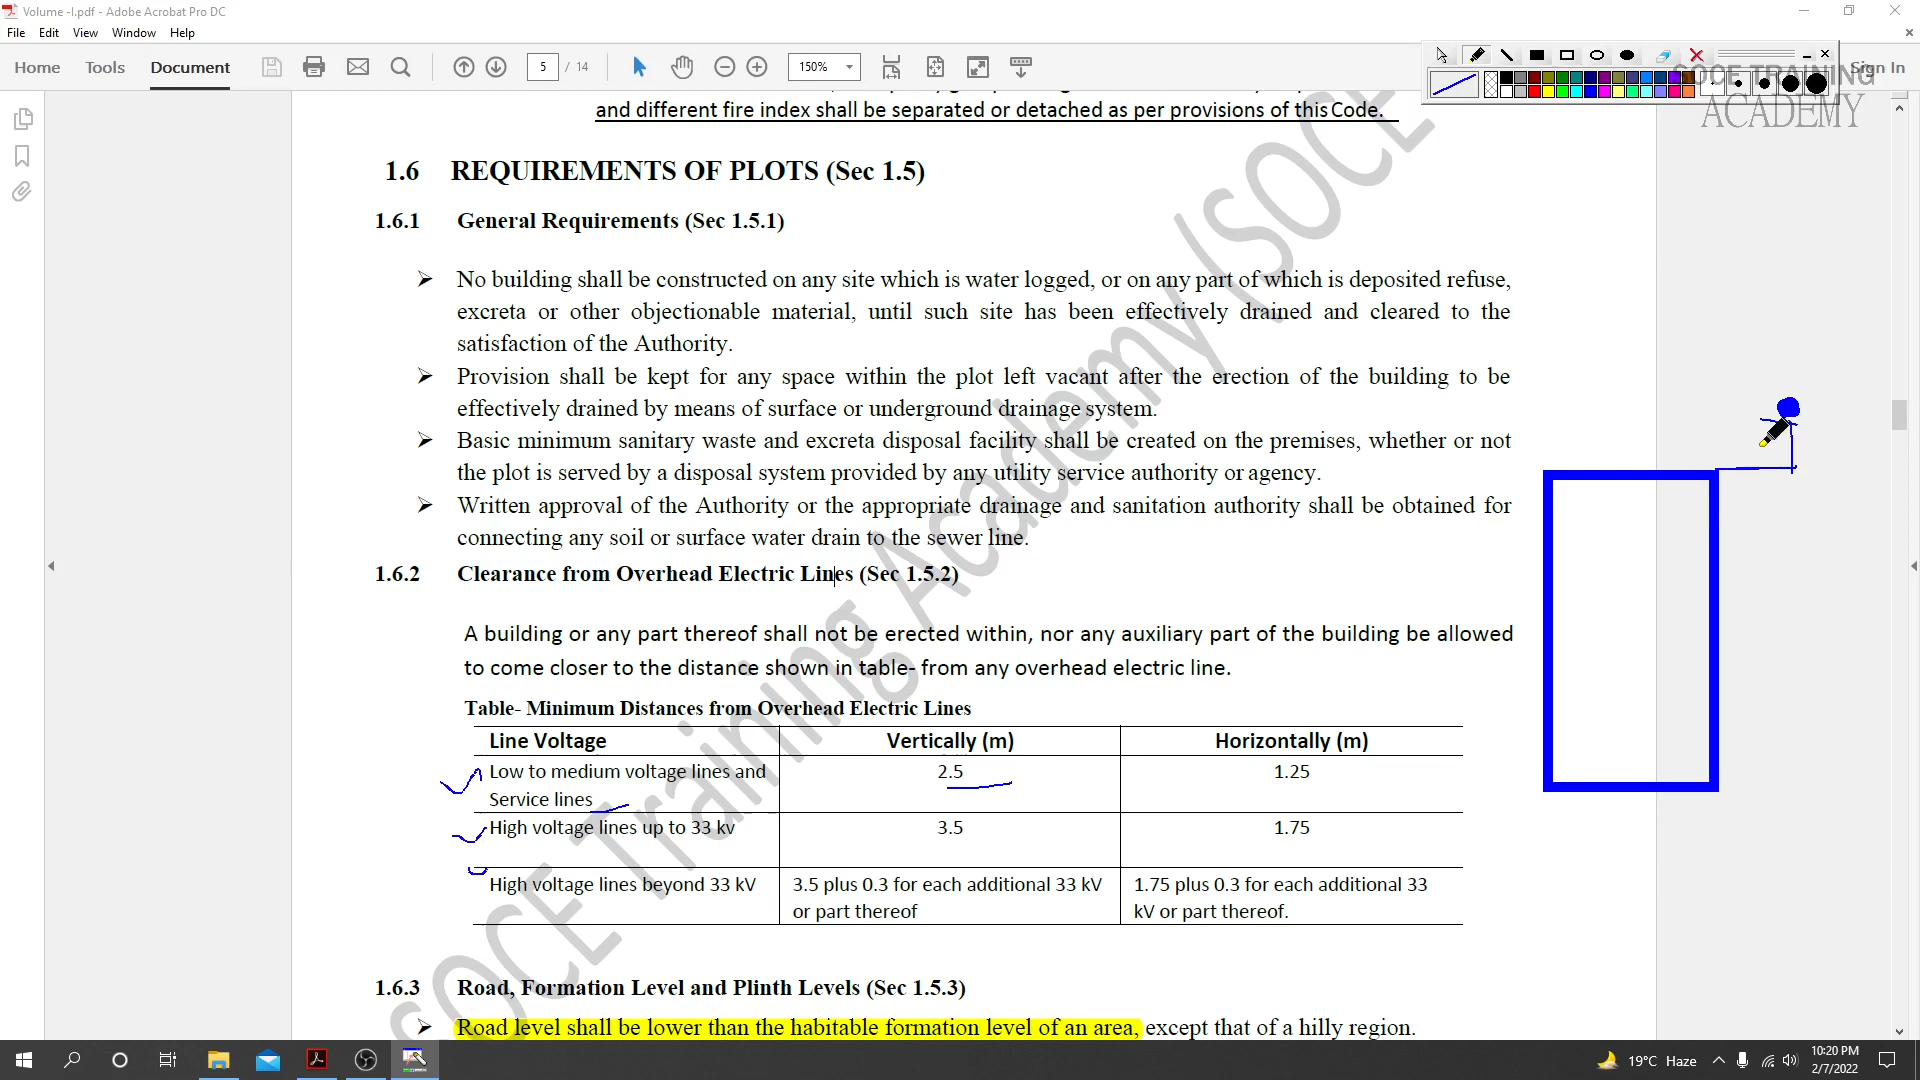 Volume -I.pdf - Adobe Acrobat Pro DC
File Edit View Window Help
Home Tools Document 5 / 14 150% Sign In
SOCE TRAINING
ACADEMY
and different fire index shall be separated or detached as per provisions of this Code.
1.6 REQUIREMENTS OF PLOTS (Sec 1.5)
1.6.1 General Requirements (Sec 1.5.1)
➢ No building shall be constructed on any site which is water logged, or on any part of which is deposited refuse,
excreta or other objectionable material, until such site has been effectively drained and cleared to the
satisfaction of the Authority.
➢ Provision shall be kept for any space within the plot left vacant after the erection of the building to be
effectively drained by means of surface or underground drainage system.
➢ Basic minimum sanitary waste and excreta disposal facility shall be created on the premises, whether or not
the plot is served by a disposal system provided by any utility service authority or agency.
➢ Written approval of the Authority or the appropriate drainage and sanitation authority shall be obtained for
connecting any soil or surface water drain to the sewer line.
1.6.2 Clearance from Overhead Electric Lines (Sec 1.5.2)
A building or any part thereof shall not be erected within, nor any auxiliary part of the building be allowed
to come closer to the distance shown in table- from any overhead electric line.
Table- Minimum Distances from Overhead Electric Lines
Line Voltage Vertically (m) Horizontally (m)
Low to medium voltage lines and 2.5 1.25
Service lines
High voltage lines up to 33 kv 3.5 1.75
High voltage lines beyond 33 kV 3.5 plus 0.3 for each additional 33 kV 1.75 plus 0.3 for each additional 33
or part thereof kV or part thereof.
1.6.3 Road, Formation Level and Plinth Levels (Sec 1.5.3)
➢ Road level shall be lower than the habitable formation level of an area, except that of a hilly region.
SOCE Training Academy (SOCE
19°C Haze 10:20 PM
2/7/2022